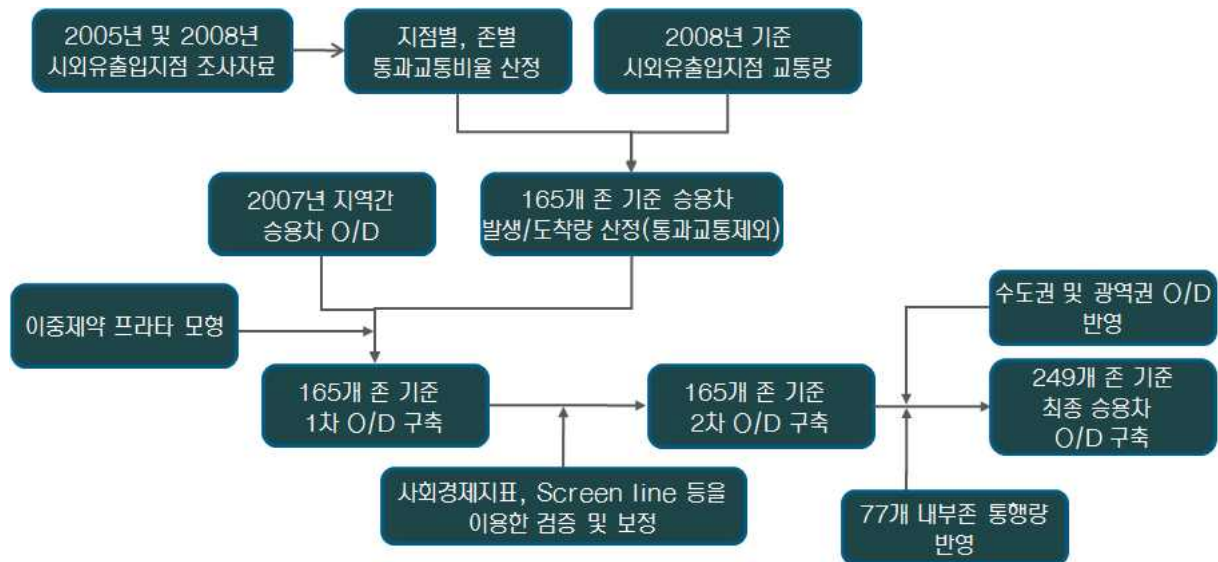 2005년 및 2008년
시외유출입지점 조사자료
지점별, 존별
통과교통비율 산정
2008년 기준
시외유출입지점 교통량
2007년 지역간
승용차 O/D
165개 존 기준 승용차
발생/도착량 산정(통과교통제외)
이중제약 프라타 모형
수도권 및 광역권 O/D
반영
165개 존 기준
1차 O/D 구축
165개 존 기준
2차 O/D 구축
249개 존 기준
최종 승용차
O/D 구축
사회경제지표, Screen line 등을
이용한 검증 및 보정
77개 내부존 통행량
반영